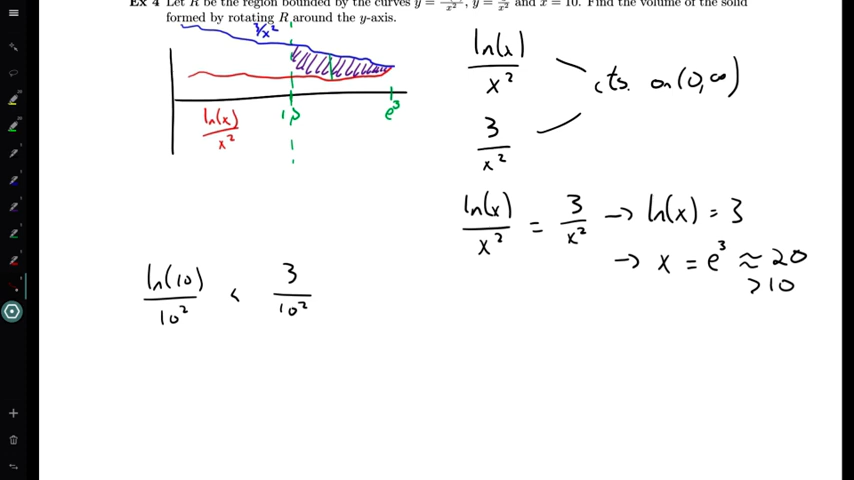 Ex 4 Let R be the region bounded by the curves y = , y = 3/x² and x = 10. Find the volume of the solid
formed by rotating R around the y-axis.
3/x²
ln(x)/x²
10
e³
ln(x)/x²
3/x²
cts. on (0,∞)
ln(x)/x² = 3/x² → ln(x) = 3
→ x = e³ ≈ 20
>10
ln(10)/10² < 3/10²